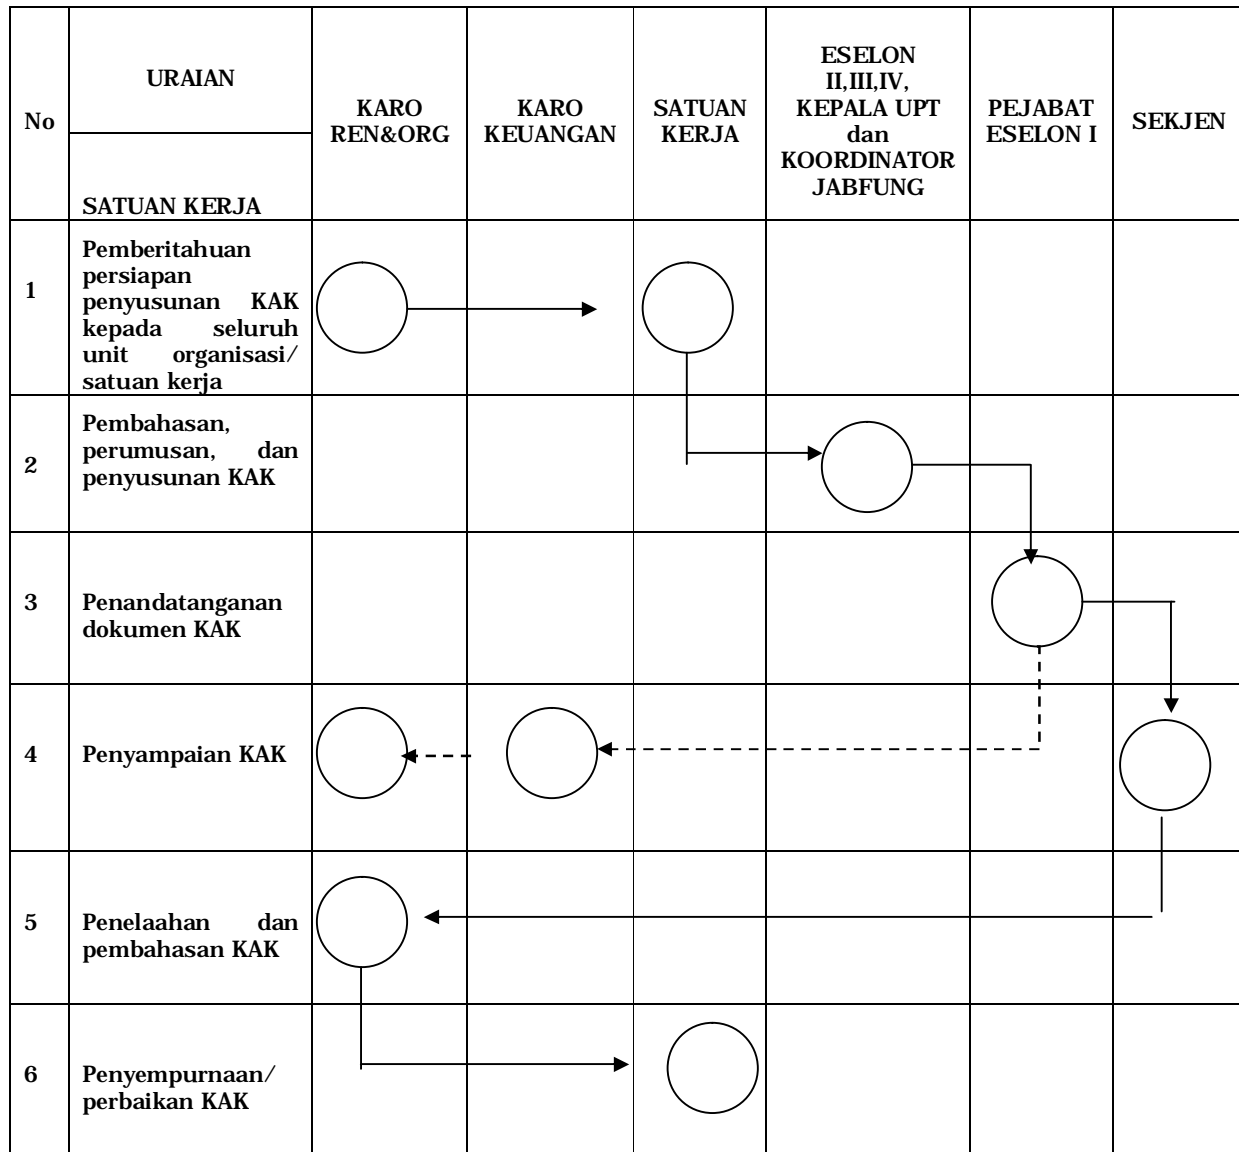 No
URAIAN
SATUAN KERJA
KARO
REN&ORG
KARO
KEUANGAN
SATUAN
KERJA
ESELON
II,III,IV,
KEPALA UPT
dan
KOORDINATOR
JABFUNG
PEJABAT
ESELON I
SEKJEN
1
Pemberitahuan
persiapan
penyusunan KAK
kepada seluruh
unit organisasi/
satuan kerja
2
Pembahasan,
perumusan, dan
penyusunan KAK
3
Penandatanganan
dokumen KAK
4
Penyampaian KAK
5
Penelaahan dan
pembahasan KAK
6
Penyempurnaan/
perbaikan KAK